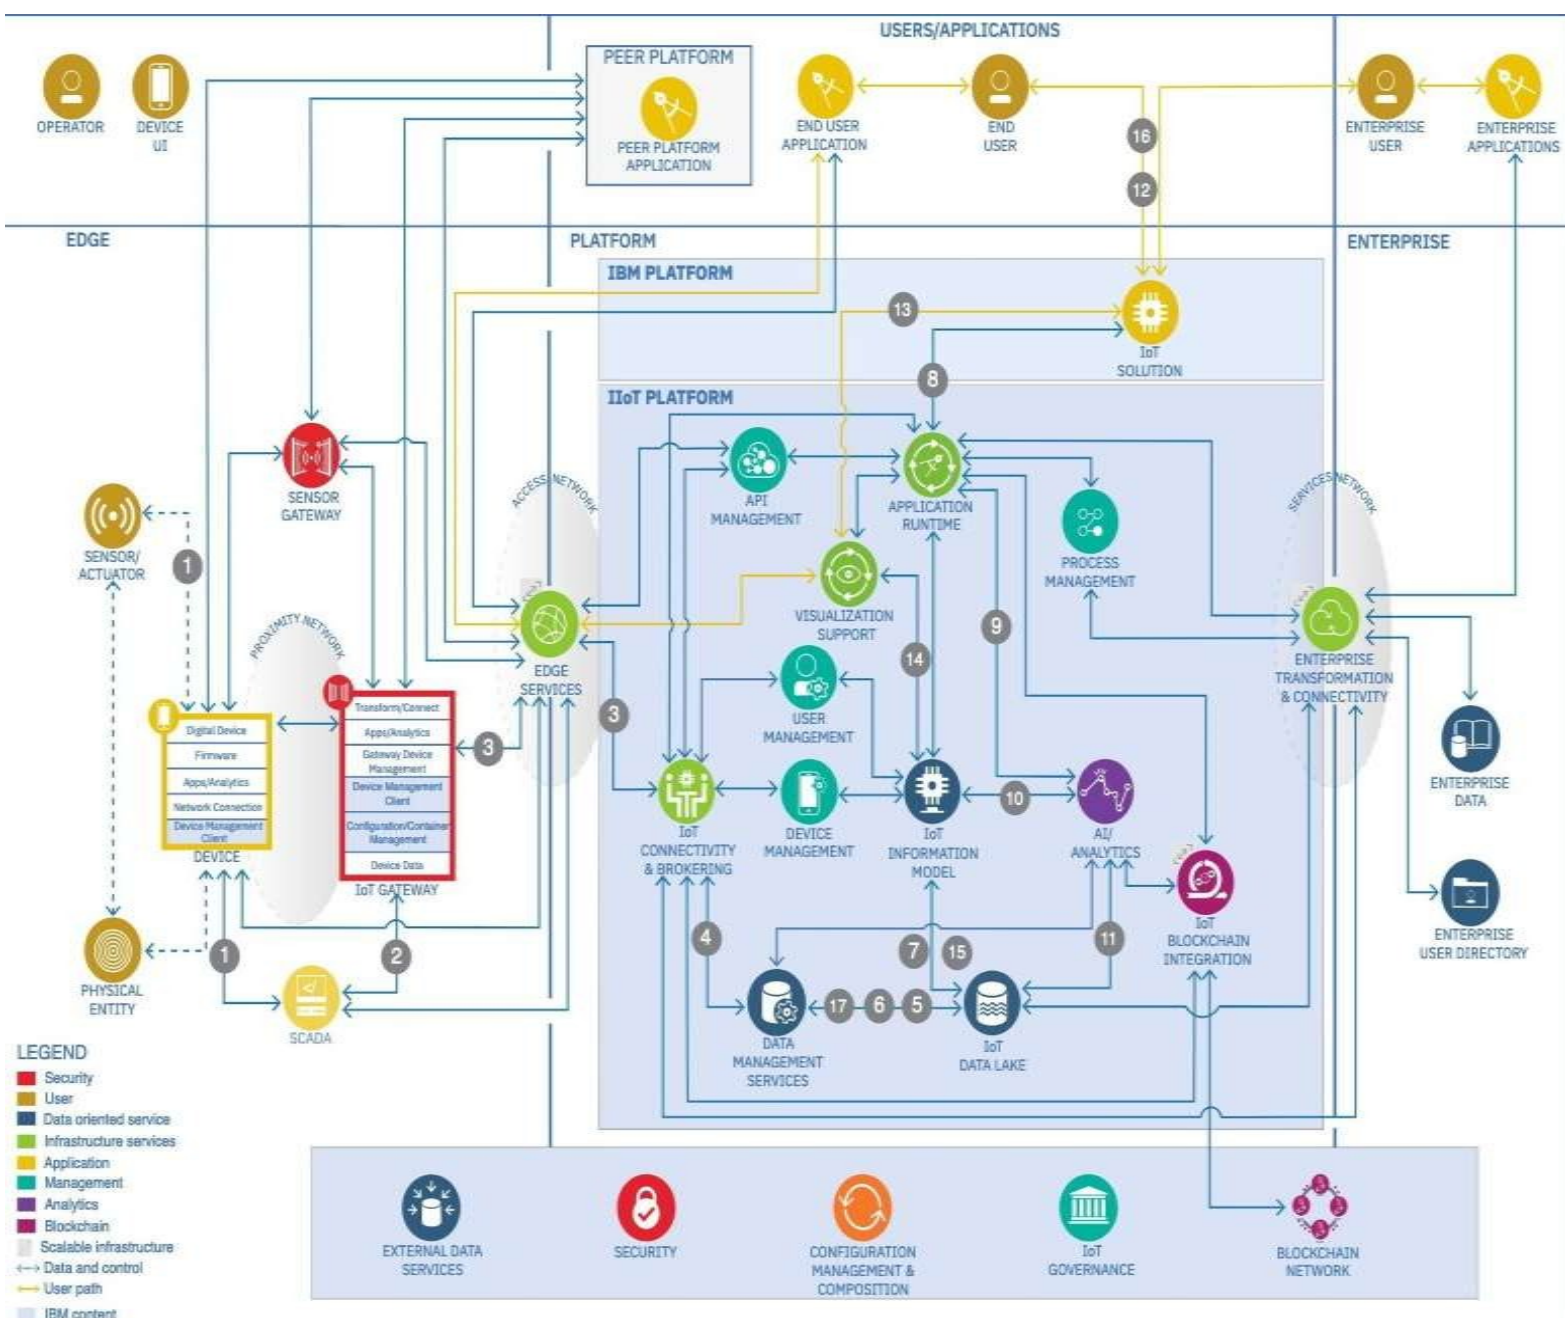 USERS/APPLICATIONS
PEER PLATFORM
PEER PLATFORM
APPLICATION
OPERATOR
DEVICE
UI
END USER
APPLICATION
END
USER
ENTERPRISE
USER
ENTERPRISE
APPLICATIONS
16
12
EDGE
PLATFORM
ENTERPRISE
IBM PLATFORM
13
IoT
SOLUTION
8
IIoT PLATFORM
SENSOR
GATEWAY
ACCESS NETWORK
API
MANAGEMENT
APPLICATION
RUNTIME
SERVICES NETWORK
SENSOR/
ACTUATOR
1
PROCESS
MANAGEMENT
VISUALIZATION
SUPPORT
9
14
PROXIMITY NETWORK
EDGE
SERVICES
ENTERPRISE
TRANSFORMATION
& CONNECTIVITY
USER
MANAGEMENT
3
3
Digital Device
Firmware
Apps/Analytics
Network Connection
Device Management
Client
DEVICE
Transform/Connect
Apps/Analytics
Gateway Device
Management
Device Management
Client
Configuration/Container
Management
Device Data
IoT GATEWAY
ENTERPRISE
DATA
10
IoT
CONNECTIVITY
& BROKERING
DEVICE
MANAGEMENT
IoT
INFORMATION
MODEL
AI/
ANALYTICS
IoT
BLOCKCHAIN
INTEGRATION
ENTERPRISE
USER DIRECTORY
1
2
4
7
15
11
PHYSICAL
ENTITY
SCADA
17
6
5
DATA
MANAGEMENT
SERVICES
IoT
DATA LAKE
LEGEND
Security
User
Data oriented service
Infrastructure services
Application
Management
Analytics
Blockchain
Scalable infrastructure
Data and control
User path
IBM content
EXTERNAL DATA
SERVICES
SECURITY
CONFIGURATION
MANAGEMENT &
COMPOSITION
IoT
GOVERNANCE
BLOCKCHAIN
NETWORK